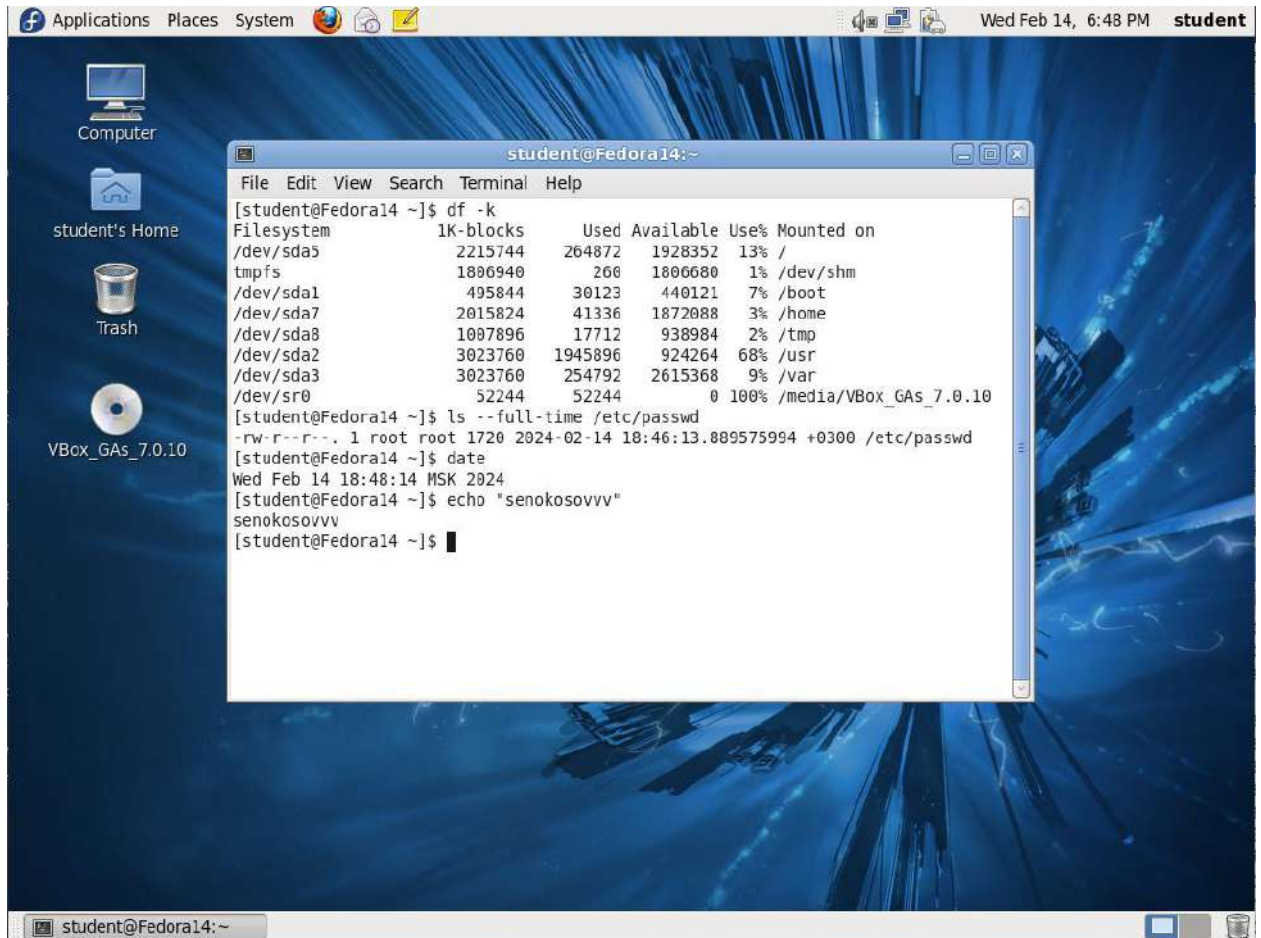 Applications Places System Wed Feb 14, 6:48 PM student
Computer
student's Home
Trash
VBox_GAs_7.0.10
student@Fedora14:~
File Edit View Search Terminal Help
[student@Fedora14 ~]$ df -k
Filesystem 1K-blocks Used Available Use% Mounted on
/dev/sda5 2215744 264872 1928352 13% /
tmpfs 1806940 260 1806680 1% /dev/shm
/dev/sda1 495844 30123 440121 7% /boot
/dev/sda7 2015824 41336 1872088 3% /home
/dev/sda8 1007896 17712 938984 2% /tmp
/dev/sda2 3023760 1945896 924264 68% /usr
/dev/sda3 3023760 254792 2615368 9% /var
/dev/sr0 52244 52244 0 100% /media/VBox_GAs_7.0.10
[student@Fedora14 ~]$ ls --full-time /etc/passwd
-rw-r--r--. 1 root root 1720 2024-02-14 18:46:13.889575994 +0300 /etc/passwd
[student@Fedora14 ~]$ date
Wed Feb 14 18:48:14 MSK 2024
[student@Fedora14 ~]$ echo "senokosovvv"
senokosovvv
[student@Fedora14 ~]$
student@Fedora14:~